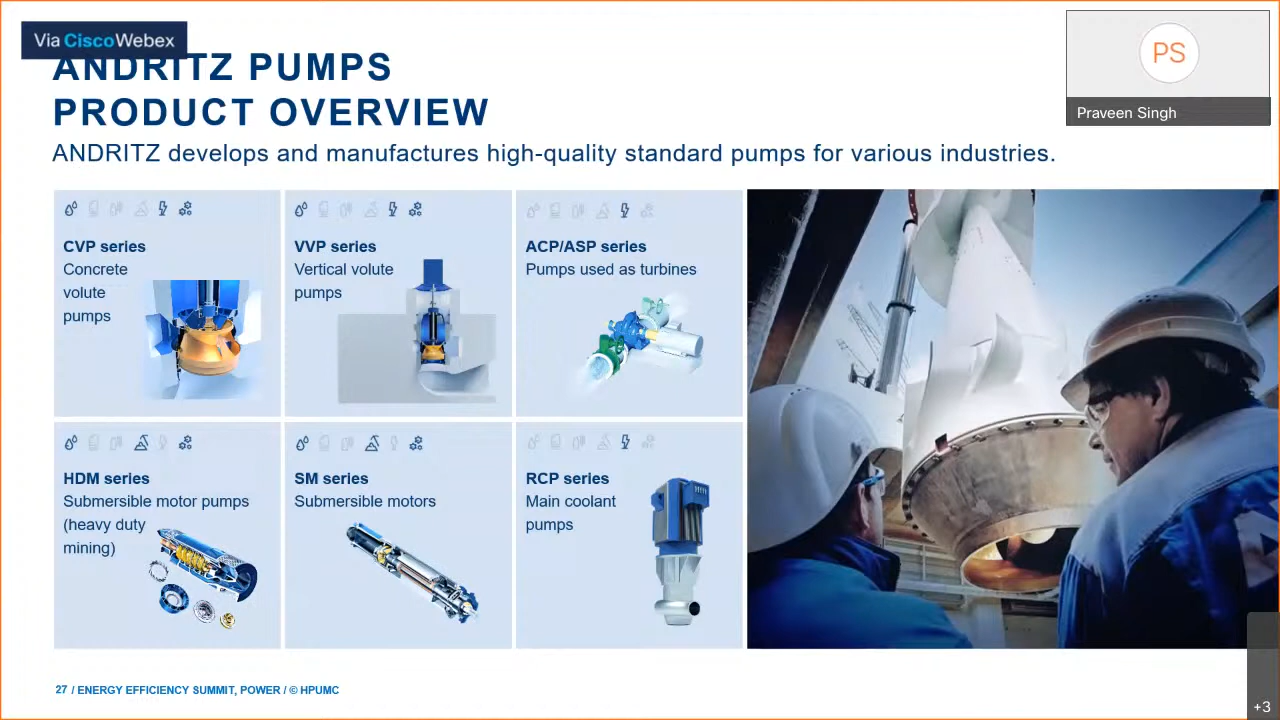 Via CiscoWebex
ANDRITZ PUMPS
PRODUCT OVERVIEW
ANDRITZ develops and manufactures high-quality standard pumps for various industries.
PS
Praveen Singh
CVP series
Concrete
volute
pumps
VVP series
Vertical volute
pumps
ACP/ASP series
Pumps used as turbines
HDM series
Submersible motor pumps
(heavy duty
mining)
SM series
Submersible motors
RCP series
Main coolant
pumps
27 / ENERGY EFFICIENCY SUMMIT, POWER / © HPUMC
+3